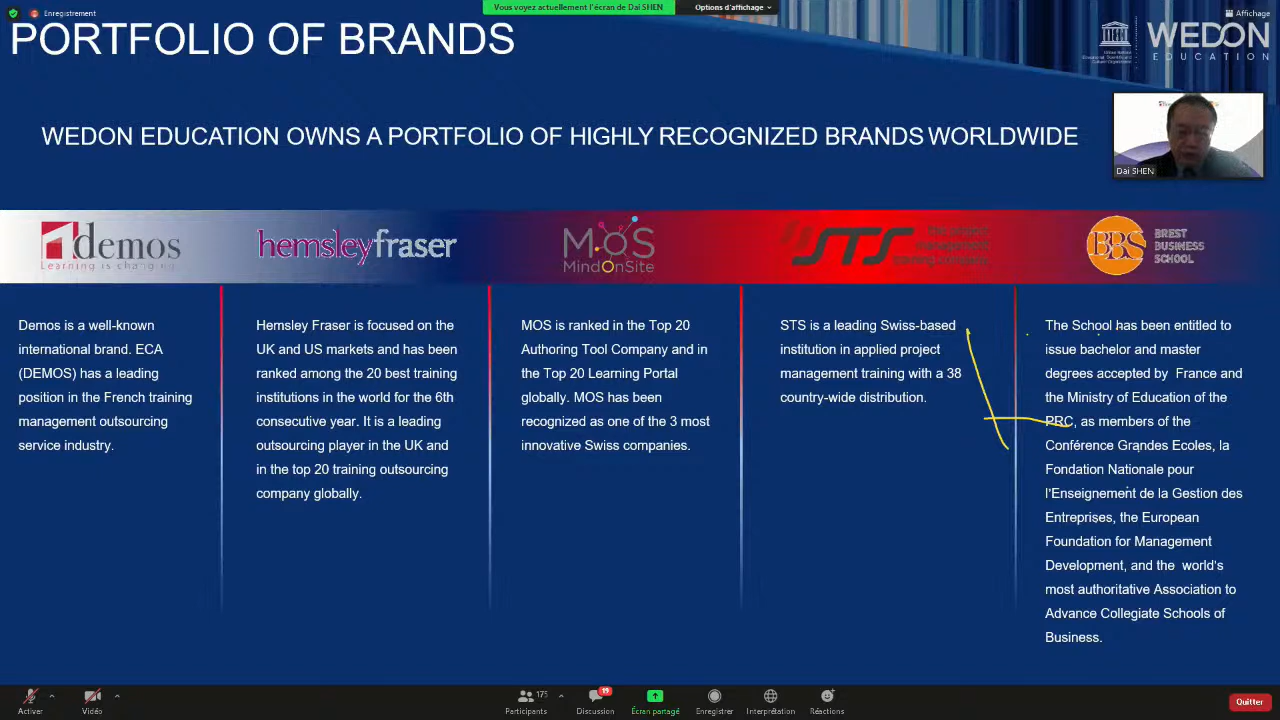 Enregistrement
Vous voyez actuellement l'écran de Dai SHEN
Options d'affichage
Affichage
PORTFOLIO OF BRANDS
WEDON
EDUCATION
WEDON EDUCATION OWNS A PORTFOLIO OF HIGHLY RECOGNIZED BRANDS WORLDWIDE
Dai SHEN
demos
Learning is changing
hemsleyfraser
MOS
MindOnSite
STS
the project
management
training company
BBS
BREST
BUSINESS
SCHOOL
Demos is a well-known
international brand. ECA
(DEMOS) has a leading
position in the French training
management outsourcing
service industry.
Hemsley Fraser is focused on the
UK and US markets and has been
ranked among the 20 best training
institutions in the world for the 6th
consecutive year. It is a leading
outsourcing player in the UK and
in the top 20 training outsourcing
company globally.
MOS is ranked in the Top 20
Authoring Tool Company and in
the Top 20 Learning Portal
globally. MOS has been
recognized as one of the 3 most
innovative Swiss companies.
STS is a leading Swiss-based
institution in applied project
management training with a 38
country-wide distribution.
The School has been entitled to
issue bachelor and master
degrees accepted by France and
the Ministry of Education of the
PRC, as members of the
Conférence Grandes Ecoles, la
Fondation Nationale pour
l'Enseignement de la Gestion des
Entreprises, the European
Foundation for Management
Development, and the world's
most authoritative Association to
Advance Collegiate Schools of
Business.
Activer
Vidéo
175
Participants
19
Discussion
Écran partagé
Enregistrer
Interprétation
Réactions
Quitter